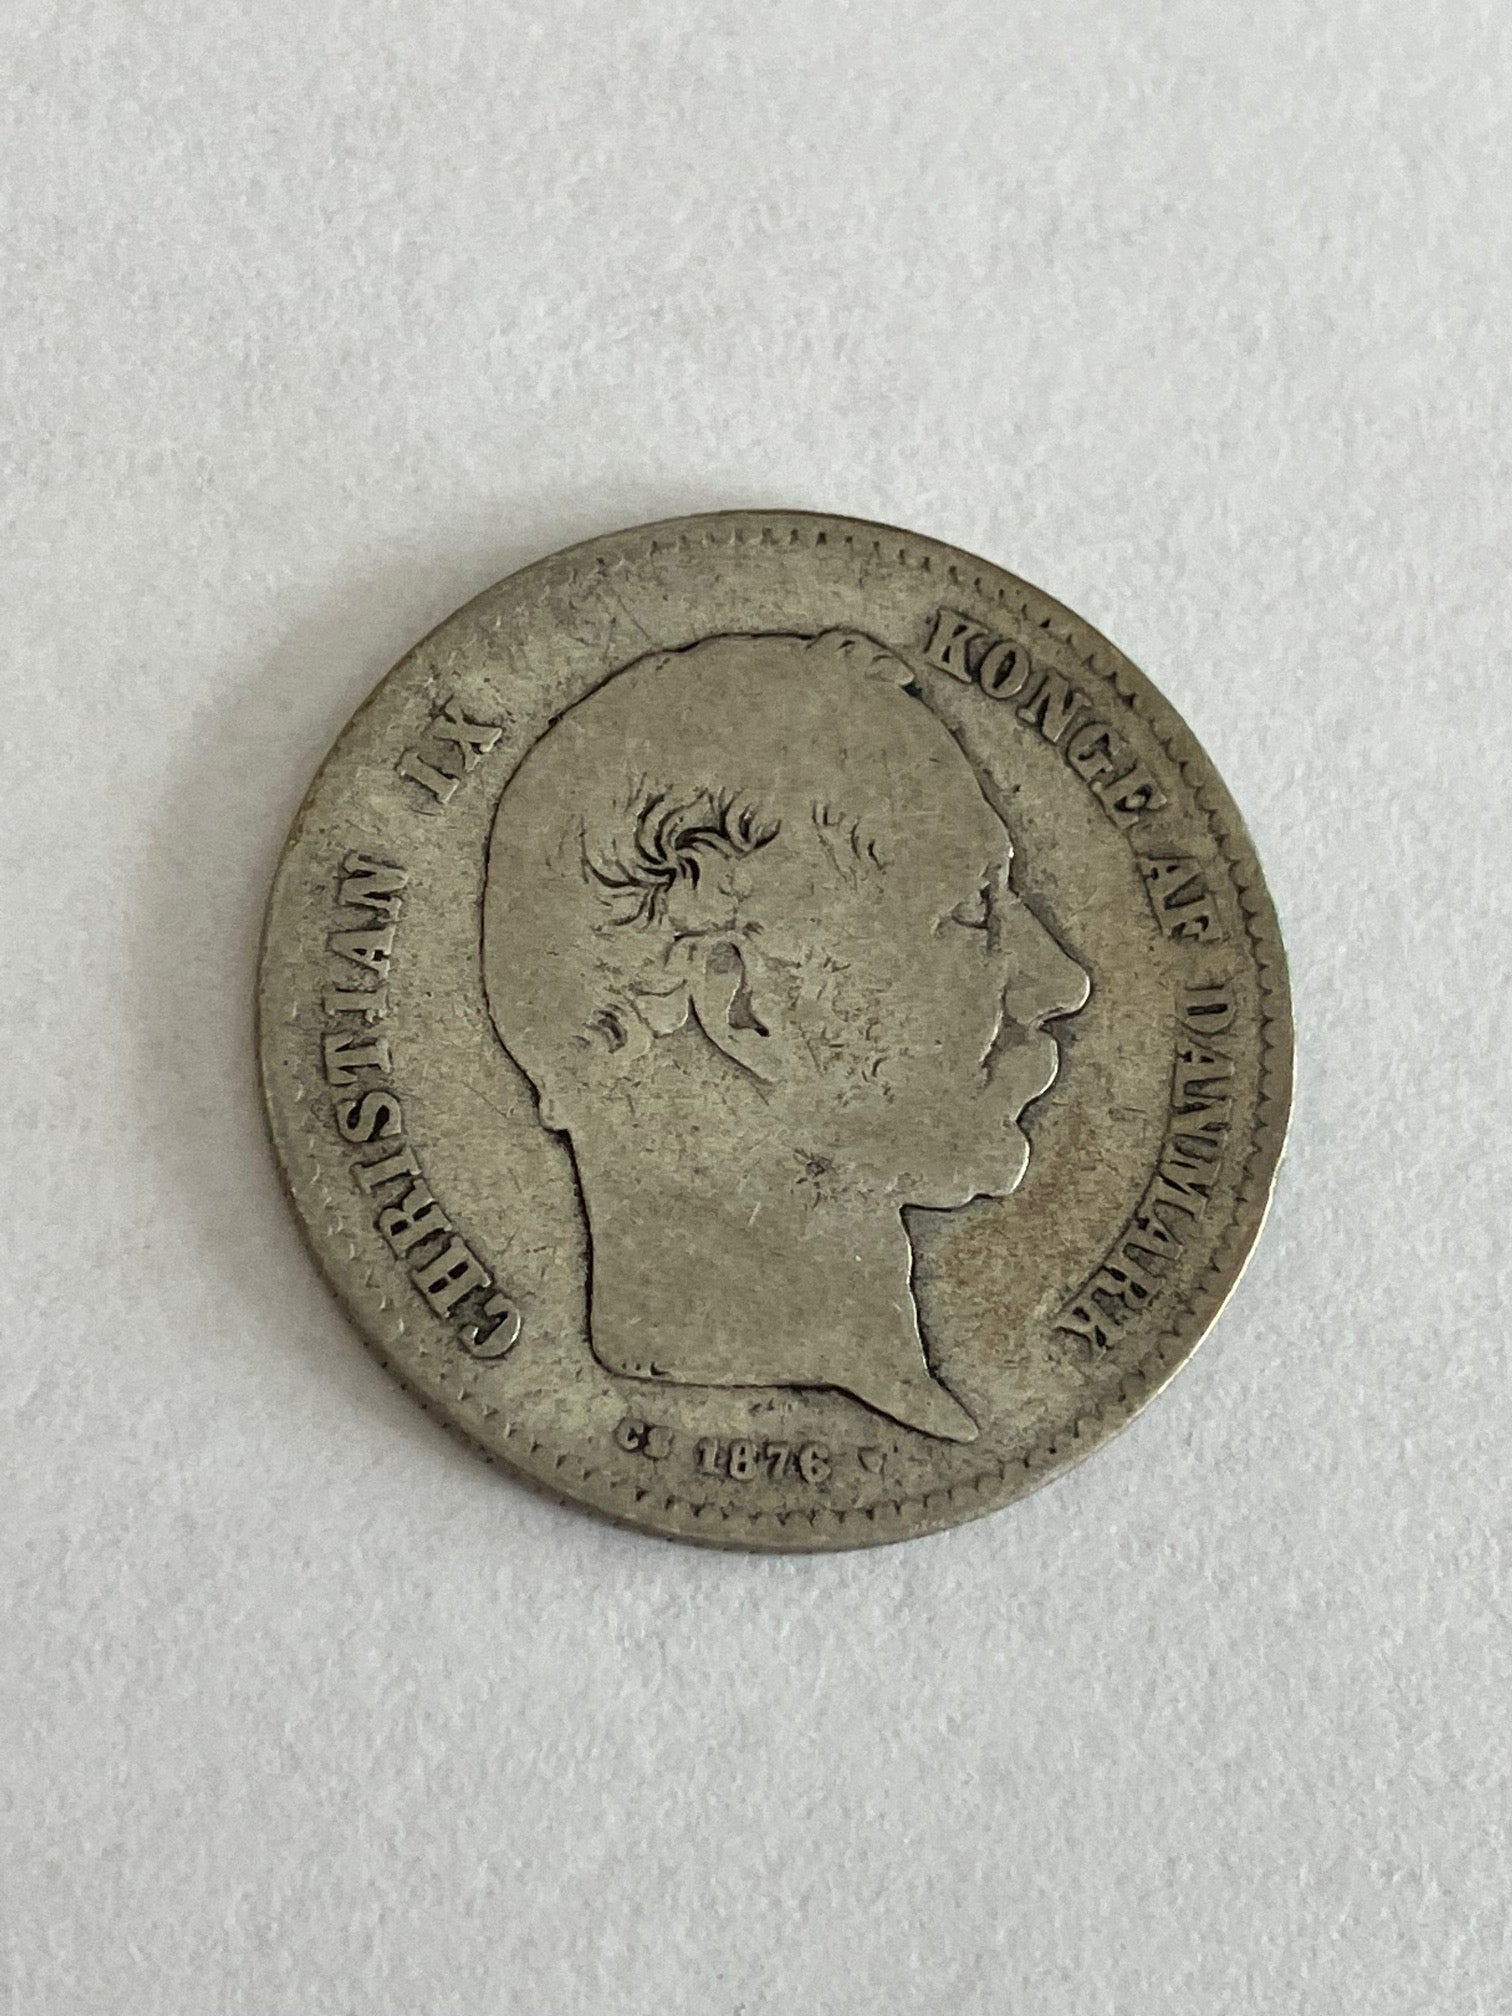 CHRISTIAN IX KONGE AF DANMARK
CS 1876